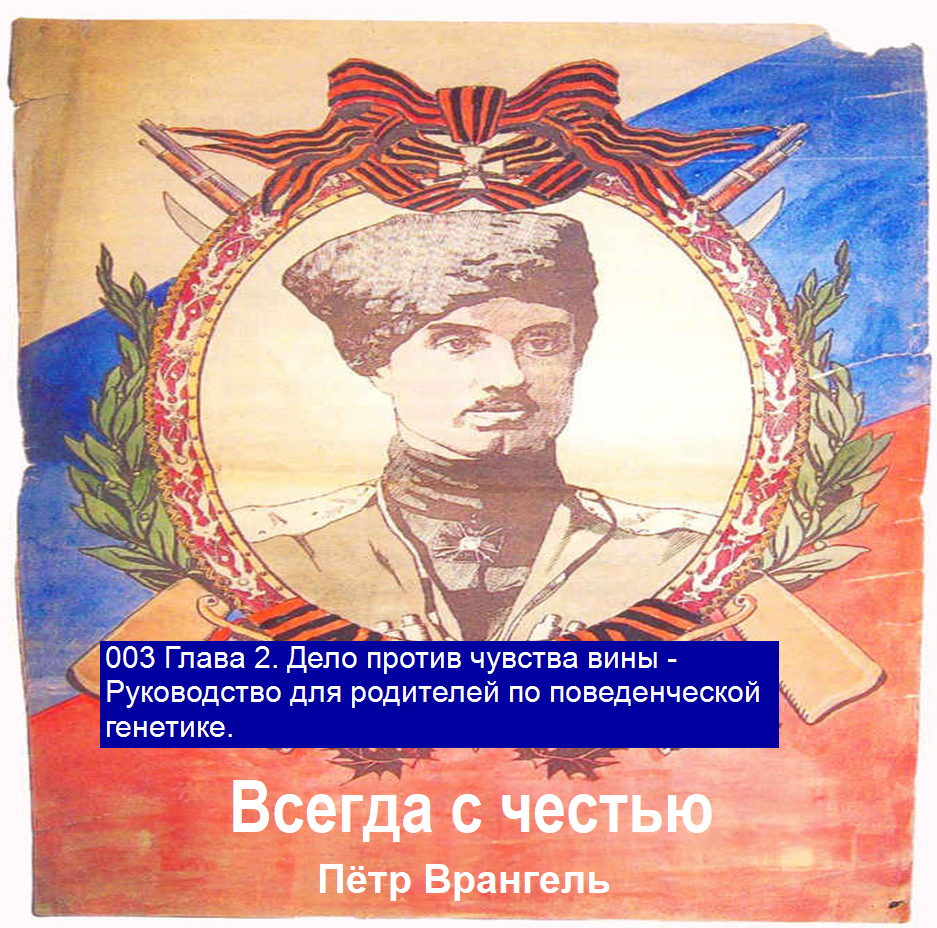 003 Глава 2. Дело против чувства вины -
Руководство для родителей по поведенческой
генетике.
Всегда с честью
Пётр Врангель